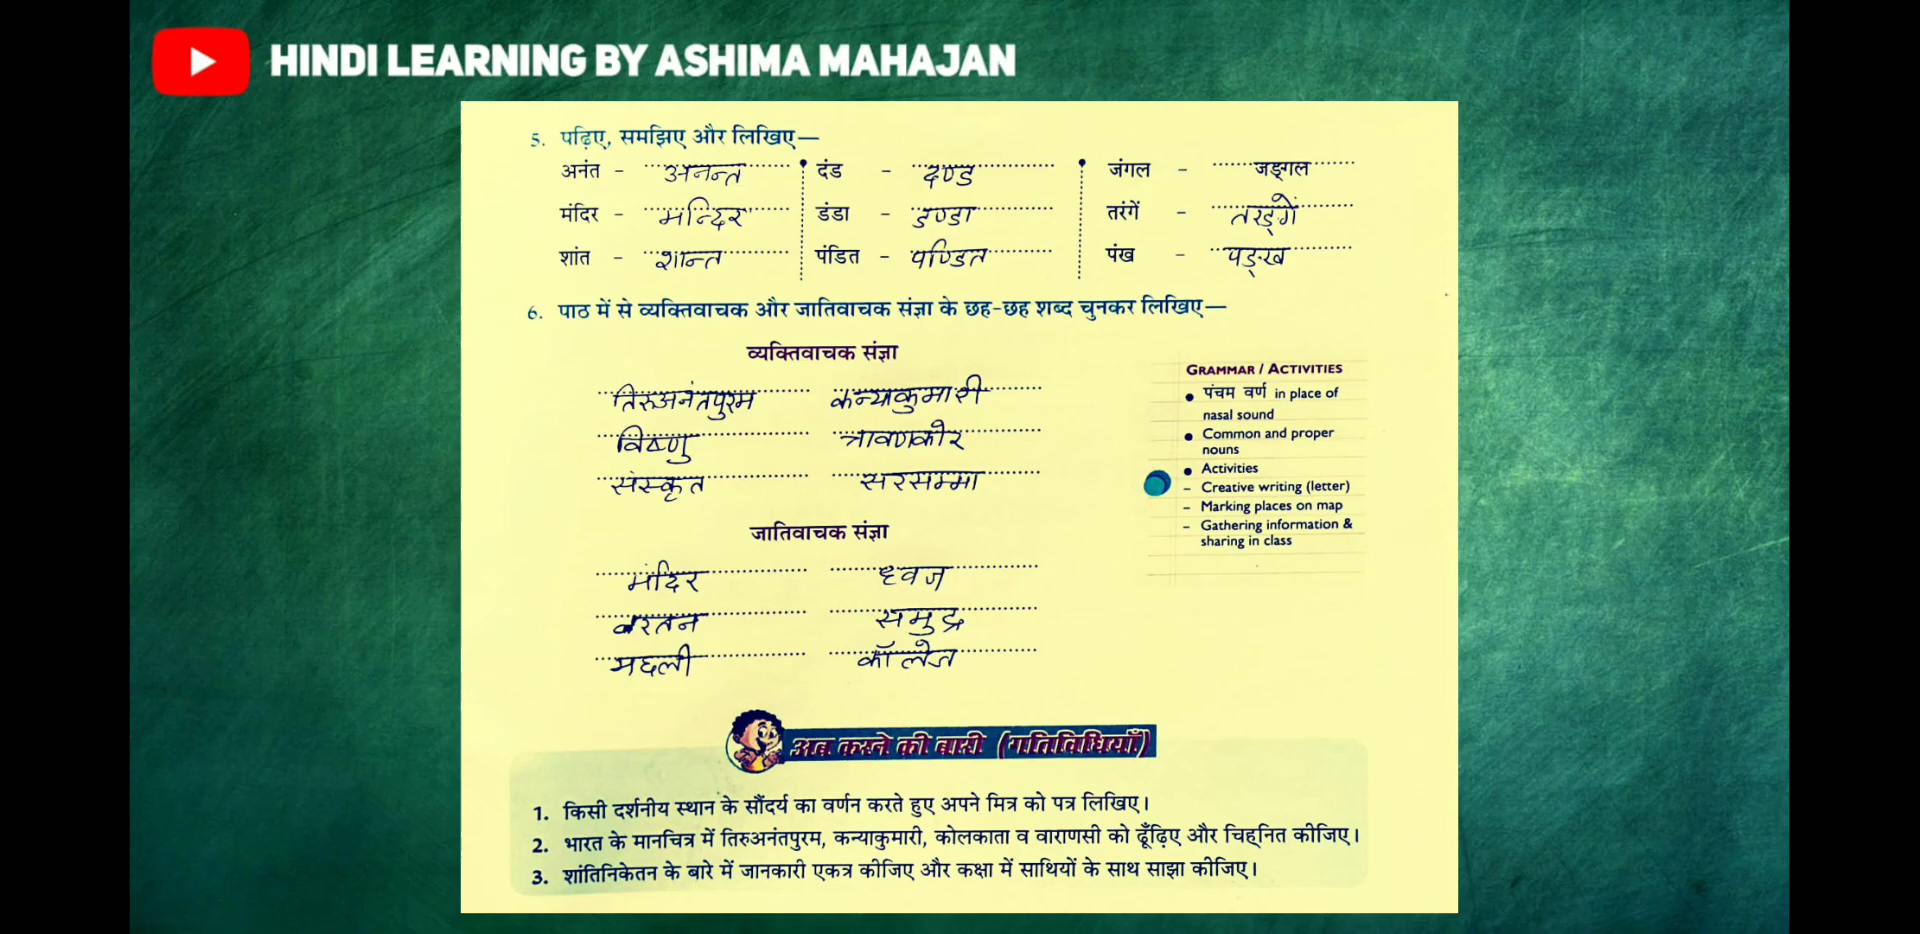 HINDI LEARNING BY ASHIMA MAHAJAN
5. पढ़िए, समझिए और लिखिए—
अनंत - अनन्त दंड - दण्ड जंगल - जङ्गल
मंदिर - मन्दिर डंडा - डण्डा तरंगें - तरङ्गें
शांत - शान्त पंडित - पण्डित पंख - पङ्ख
6. पाठ में से व्यक्तिवाचक और जातिवाचक संज्ञा के छह-छह शब्द चुनकर लिखिए—
व्यक्तिवाचक संज्ञा
तिरुअनंतपुरम कन्याकुमारी
विष्णु त्रावणकोर
संस्कृत सरसम्मा
जातिवाचक संज्ञा
मंदिर ध्वज
बरतन समुद्र
मछली कॉलेज
GRAMMAR / ACTIVITIES
• पंचम वर्ण in place of
nasal sound
• Common and proper
nouns
• Activities
- Creative writing (letter)
- Marking places on map
- Gathering information &
sharing in class
अब करने की बारी (गतिविधियाँ)
1. किसी दर्शनीय स्थान के सौंदर्य का वर्णन करते हुए अपने मित्र को पत्र लिखिए।
2. भारत के मानचित्र में तिरुअनंतपुरम, कन्याकुमारी, कोलकाता व वाराणसी को ढूँढ़िए और चिह्नित कीजिए।
3. शांतिनिकेतन के बारे में जानकारी एकत्र कीजिए और कक्षा में साथियों के साथ साझा कीजिए।